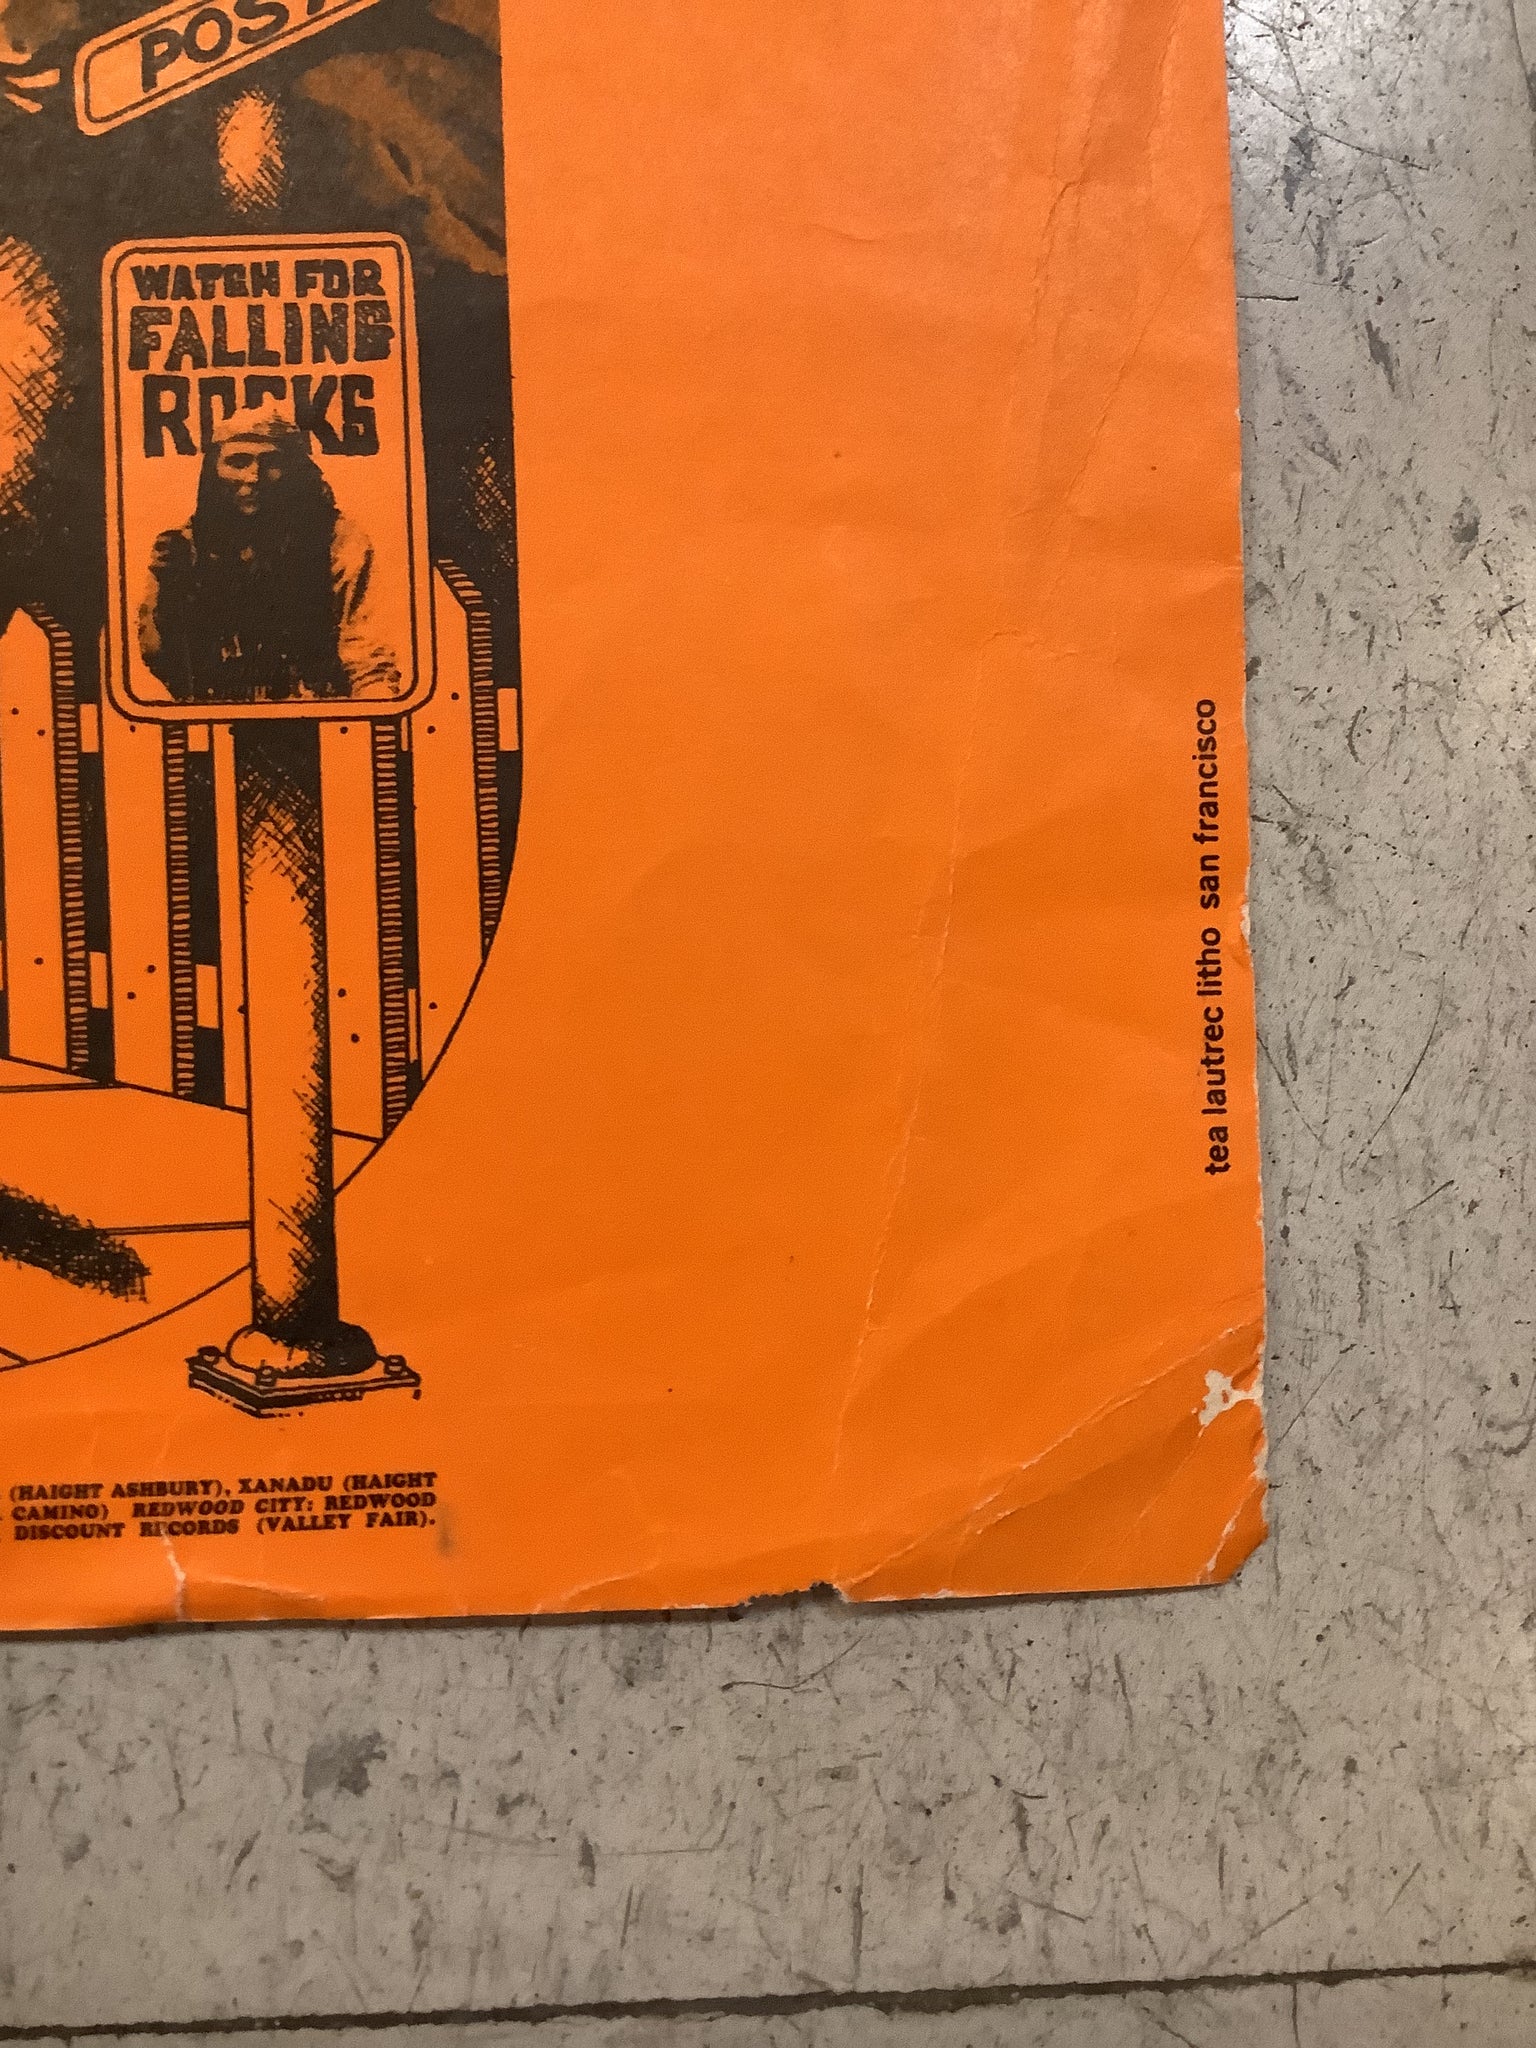 POST
WATCH FOR
FALLING
ROCKS
tea lautrec litho san francisco
(HAIGHT ASHBURY), XANADU (HAIGHT
CAMINO) REDWOOD CITY: REDWOOD
DISCOUNT RECORDS (VALLEY FAIR).